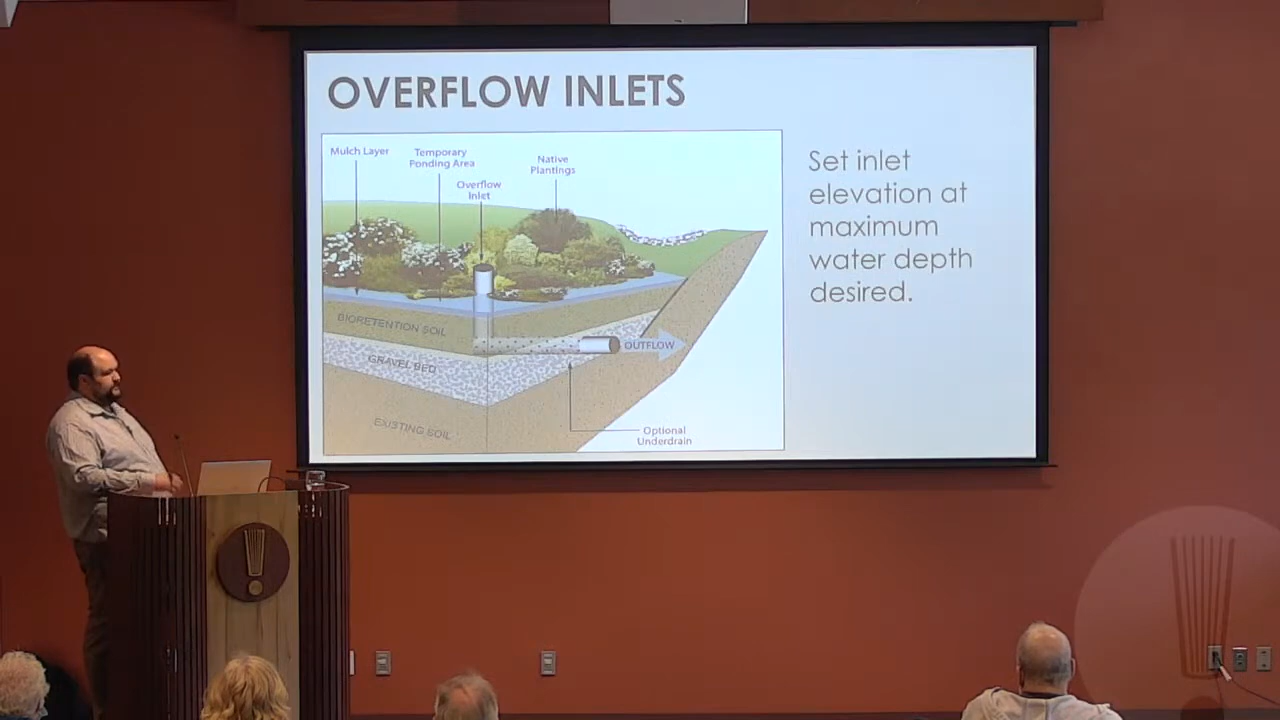 OVERFLOW INLETS
Mulch Layer
Temporary
Ponding Area
Overflow
Inlet
Native
Plantings
Set inlet
elevation at
maximum
water depth
desired.
BIORETENTION SOIL
GRAVEL BED
OUTFLOW
EXISTING SOIL
Optional
Underdrain